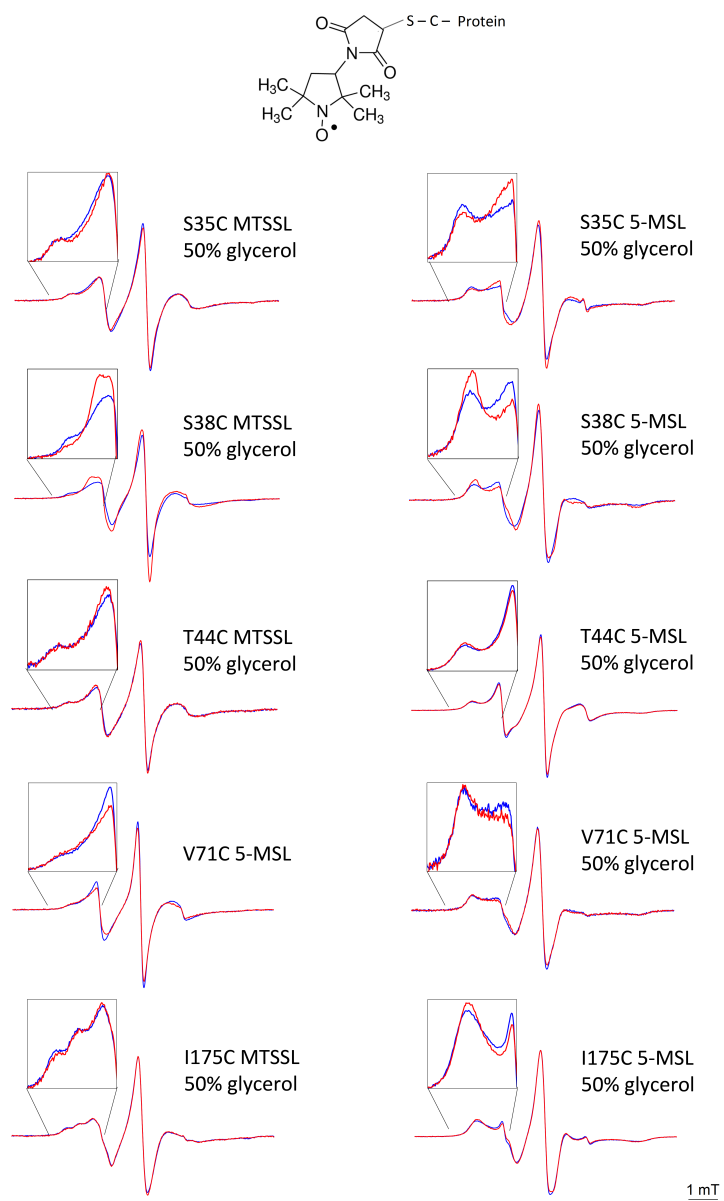 O
S – C – Protein
N
O
H₃C
CH₃
H₃C
N
CH₃
O•
S35C MTSSL
50% glycerol
S35C 5-MSL
50% glycerol
S38C MTSSL
50% glycerol
S38C 5-MSL
50% glycerol
T44C MTSSL
50% glycerol
T44C 5-MSL
50% glycerol
V71C 5-MSL
V71C 5-MSL
50% glycerol
I175C MTSSL
50% glycerol
I175C 5-MSL
50% glycerol
1 mT